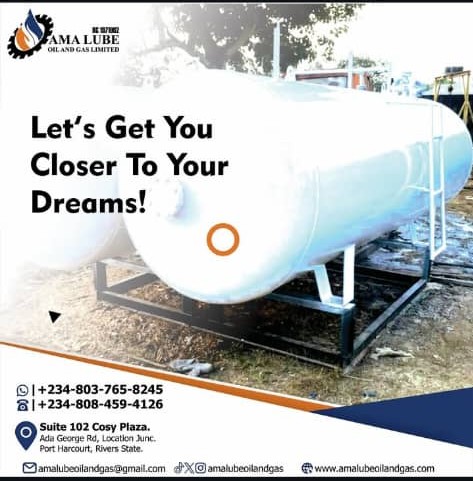 RC 1971062
AMA LUBE
OIL AND GAS LIMITED
Let's Get You
Closer To Your
Dreams!
| +234-803-765-8245
| +234-808-459-4126
Suite 102 Cosy Plaza.
Ada George Rd, Location Junc.
Port Harcourt, Rivers State.
amalubeoilandgas@gmail.com amalubeoilandgas www.amalubeoilandgas.com